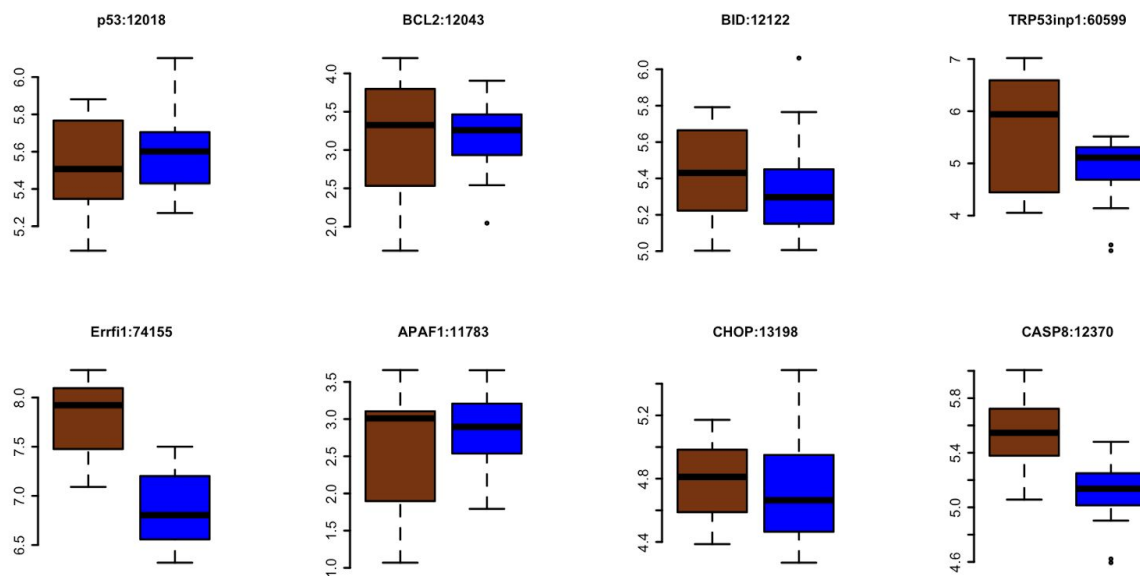 p53:12018
5.2 5.4 5.6 5.8 6.0
BCL2:12043
2.0 2.5 3.0 3.5 4.0
BID:12122
5.0 5.2 5.4 5.6 5.8 6.0
TRP53inp1:60599
4 5 6 7
Errfi1:74155
6.5 7.0 7.5 8.0
APAF1:11783
1.0 1.5 2.0 2.5 3.0 3.5
CHOP:13198
4.4 4.8 5.2
CASP8:12370
4.6 5.0 5.4 5.8